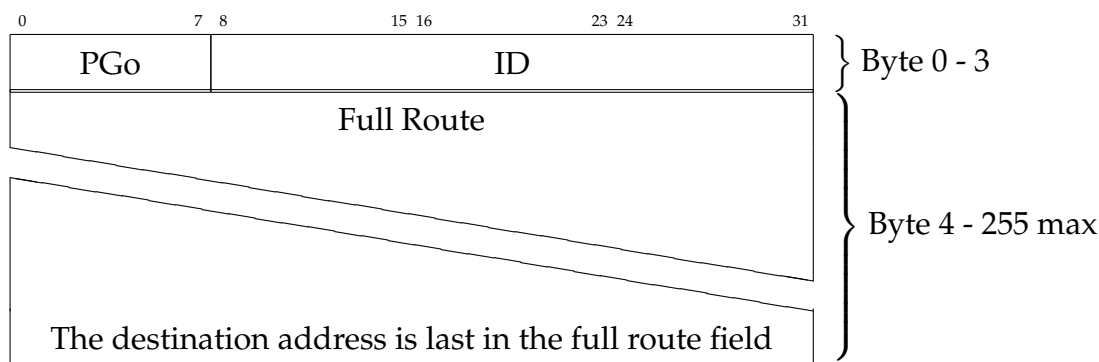 0 7 8 15 16 23 24 31
PGo ID Byte 0 - 3
Full Route
Byte 4 - 255 max
The destination address is last in the full route field